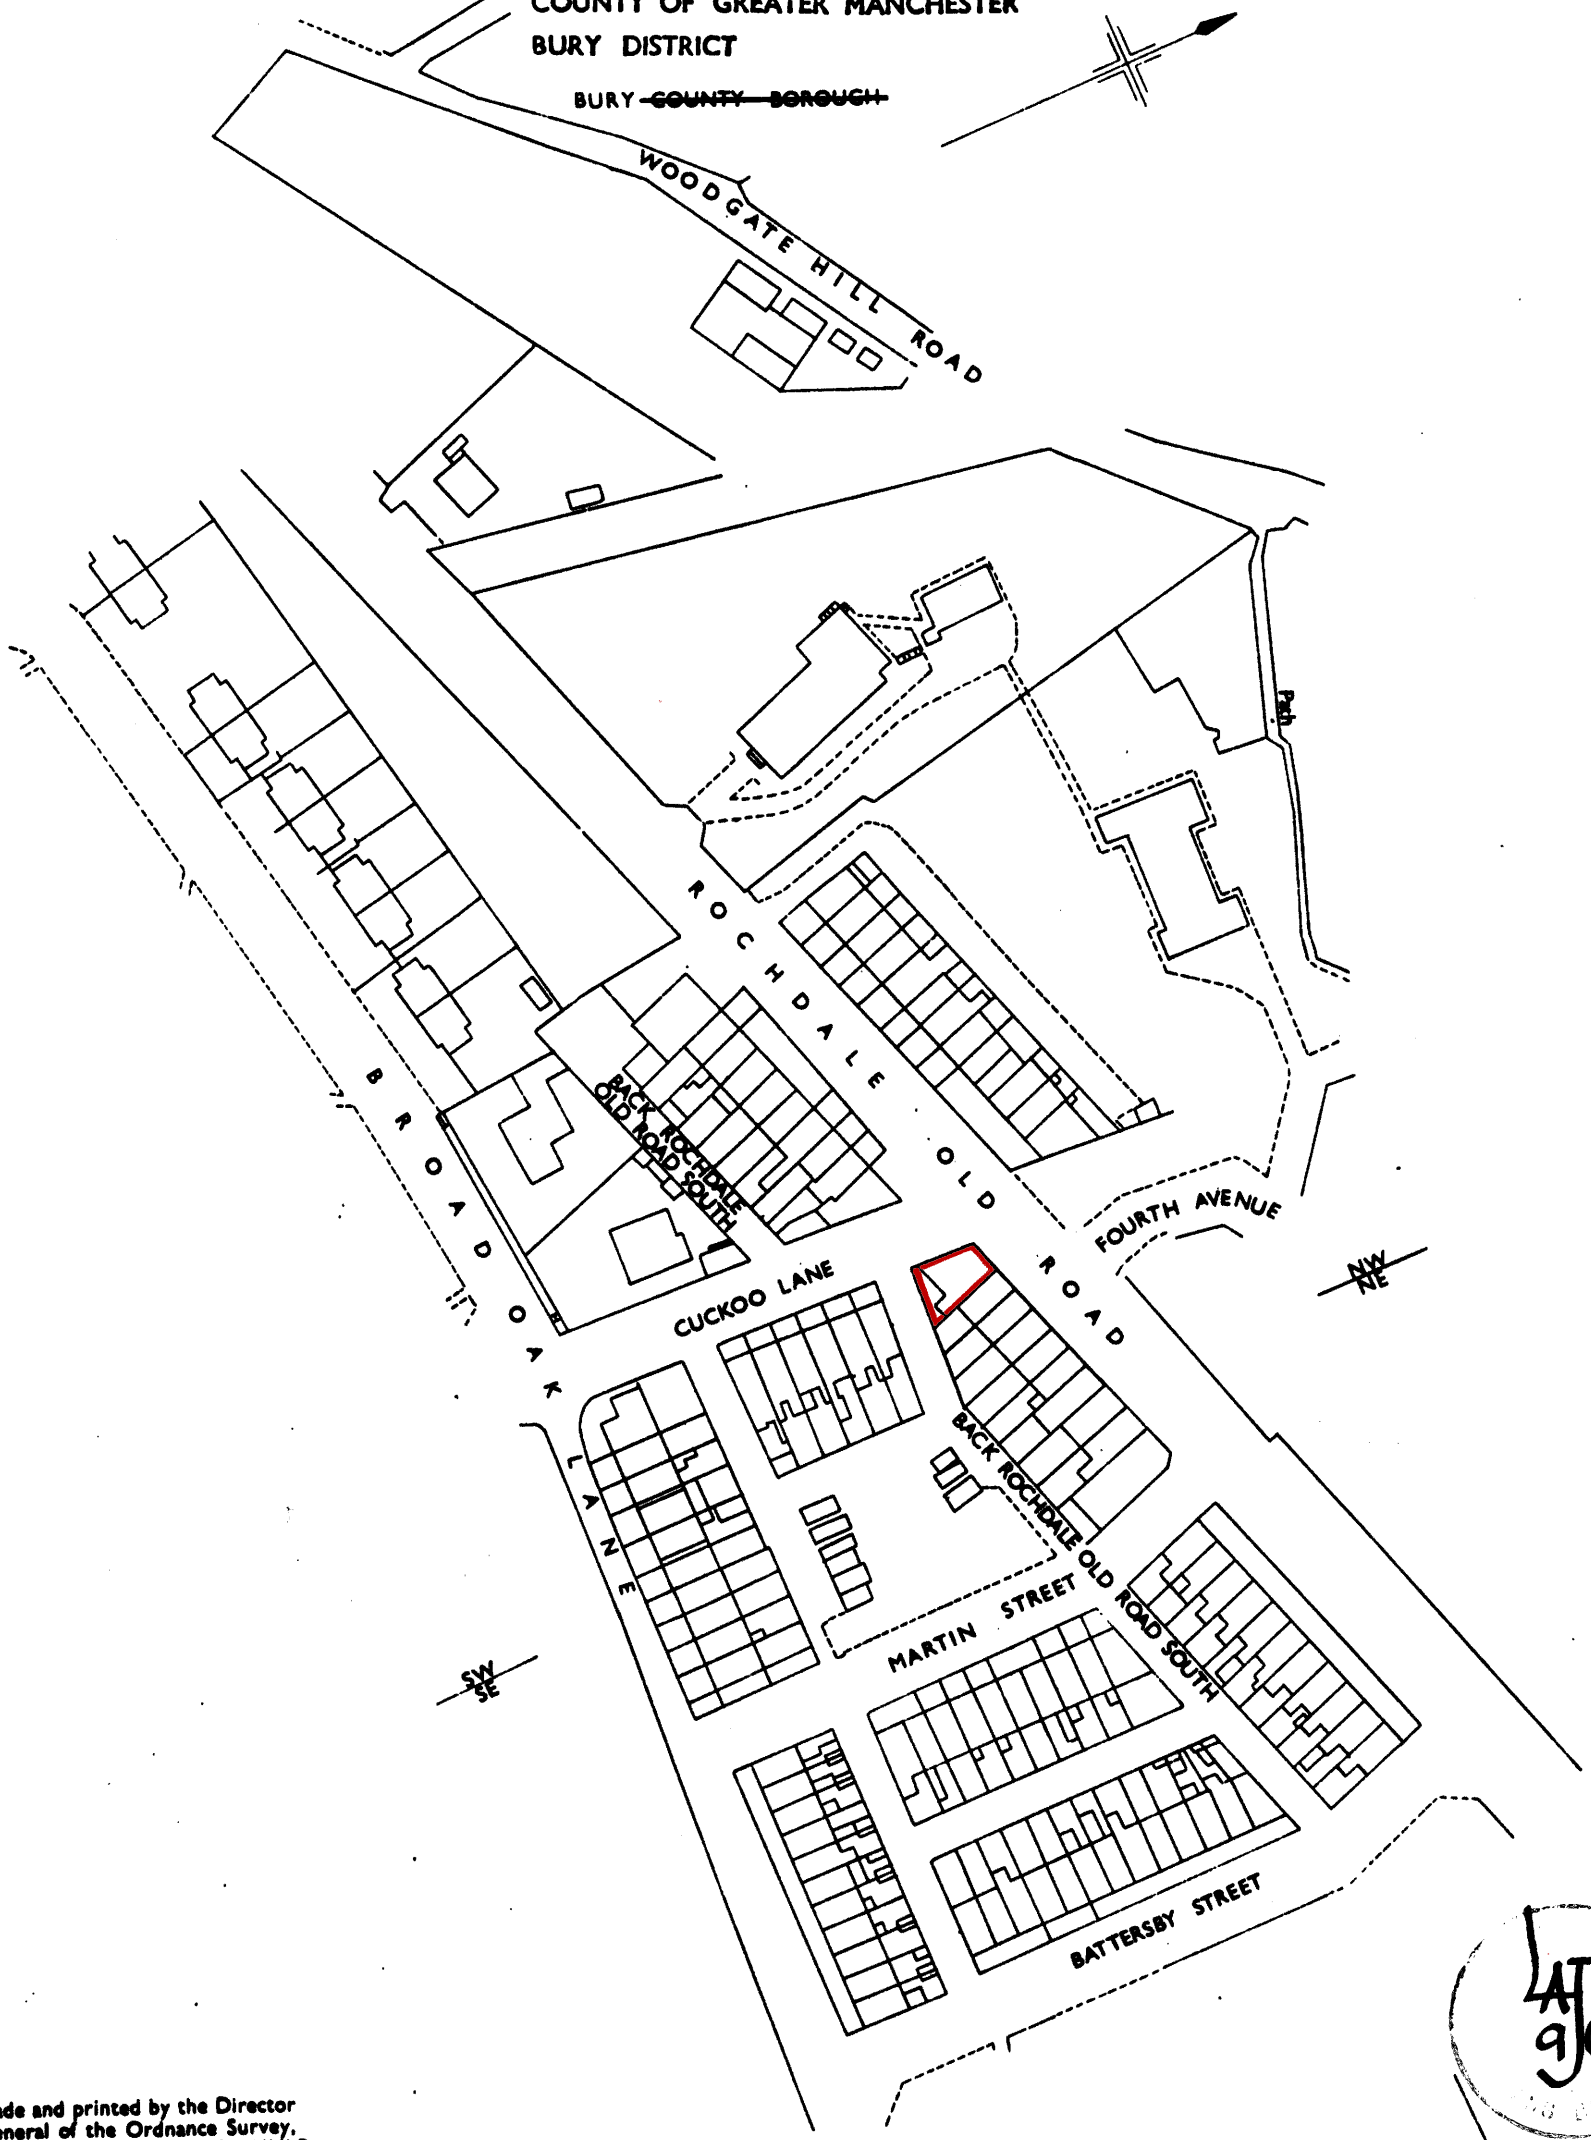 COUNTY OF GREATER MANCHESTER
BURY DISTRICT
BURY COUNTY BOROUGH
WOODGATE HILL ROAD
Path
ROCHDALE OLD ROAD
BACK ROCHDALE
OLD ROAD SOUTH
BROAD OAK LANE
FOURTH AVENUE
NW
NE
CUCKOO LANE
BACK ROCHDALE OLD ROAD SOUTH
MARTIN STREET
SW
SE
BATTERSBY STREET
and printed by the Director
of the Ordnance Survey,